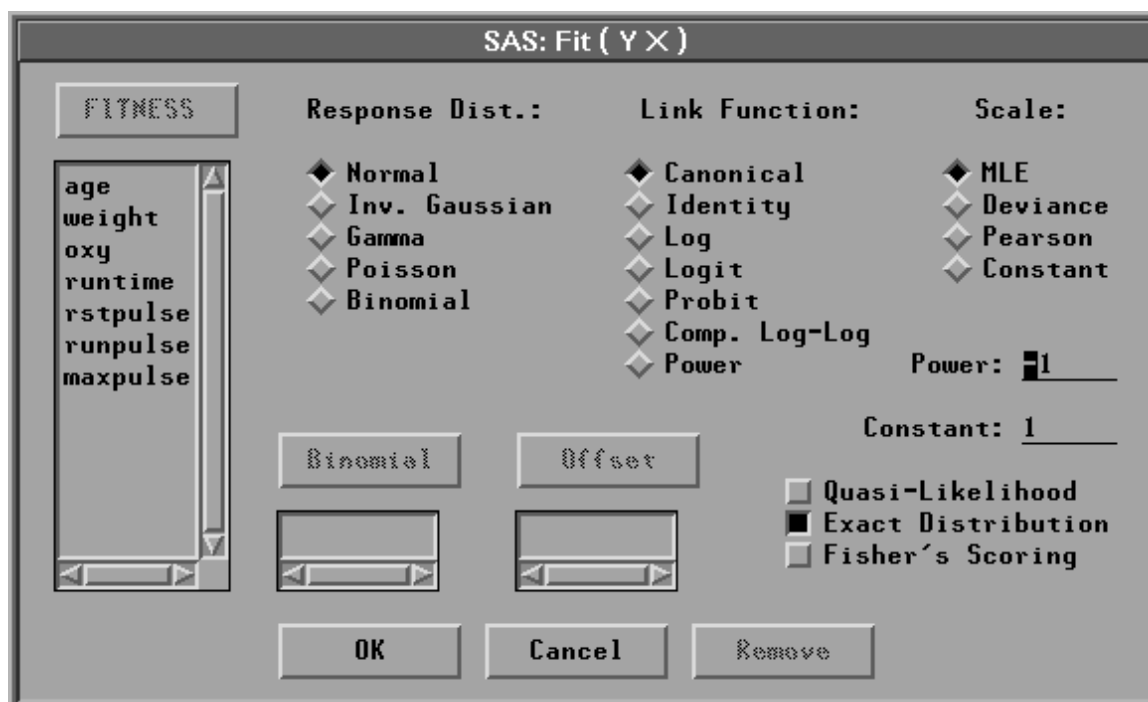 SAS: Fit ( Y X )
FITNESS
age
weight
oxy
runtime
rstpulse
runpulse
maxpulse
Response Dist.:
Normal
Inv. Gaussian
Gamma
Poisson
Binomial
Link Function:
Canonical
Identity
Log
Logit
Probit
Comp. Log-Log
Power
Scale:
MLE
Deviance
Pearson
Constant
Power: -1
Constant: 1
Binomial
Offset
Quasi-Likelihood
Exact Distribution
Fisher's Scoring
OK
Cancel
Remove